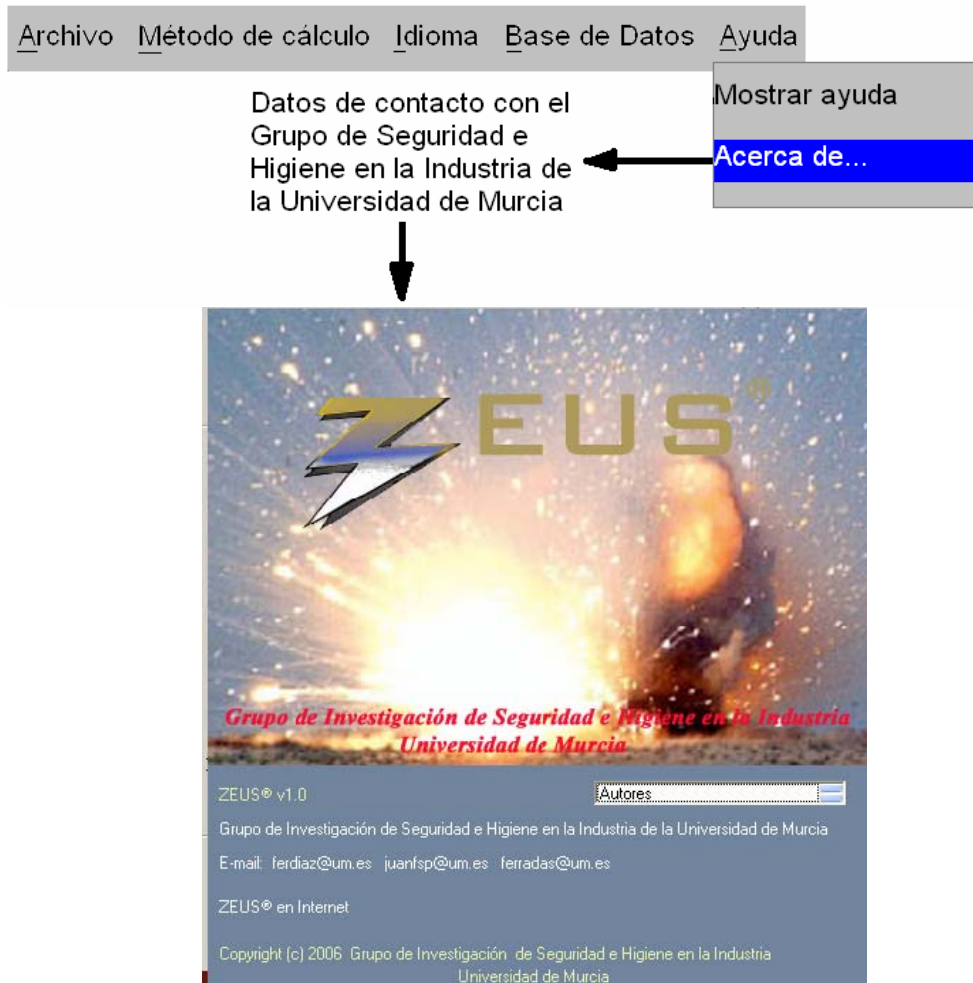 Archivo Método de cálculo Idioma Base de Datos Ayuda
Mostrar ayuda
Acerca de...
Datos de contacto con el
Grupo de Seguridad e
Higiene en la Industria de
la Universidad de Murcia
ZEUS®
Grupo de Investigación de Seguridad e Higiene en la Industria
Universidad de Murcia
ZEUS® v1.0
Autores
Grupo de Investigación de Seguridad e Higiene en la Industria de la Universidad de Murcia
E-mail: ferdiaz@um.es juanfsp@um.es ferradas@um.es
ZEUS® en Internet
Copyright (c) 2006 Grupo de Investigación de Seguridad e Higiene en la Industria
Universidad de Murcia